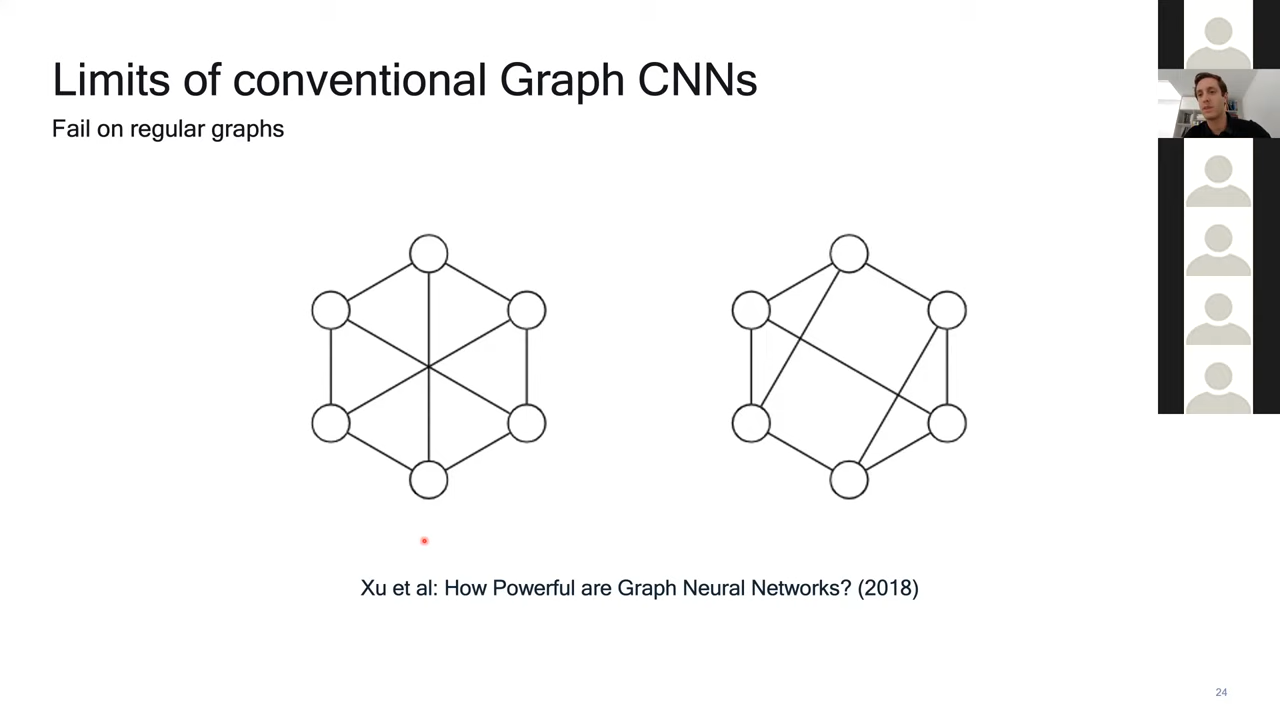 Limits of conventional Graph CNNs
Fail on regular graphs
Xu et al: How Powerful are Graph Neural Networks? (2018)
24